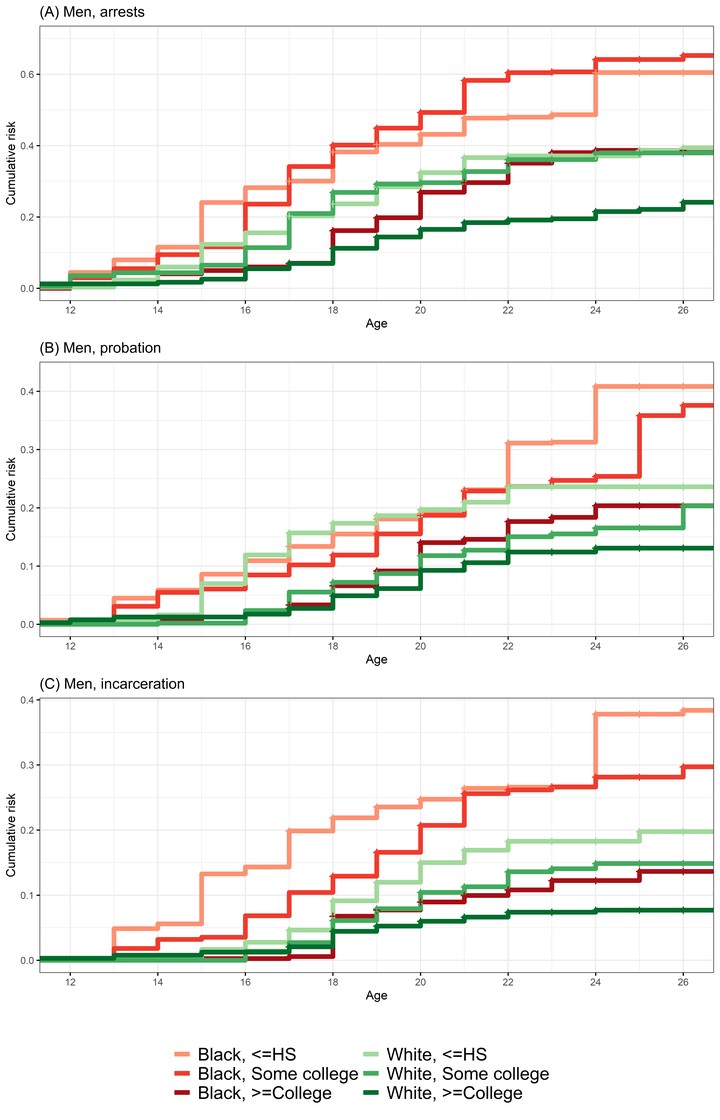 (A) Men, arrests
0.6
0.4
0.2
0.0
Cumulative risk
12 14 16 18 20 22 24 26
Age
(B) Men, probation
0.4
0.3
0.2
0.1
0.0
Cumulative risk
12 14 16 18 20 22 24 26
Age
(C) Men, incarceration
0.4
0.3
0.2
0.1
0.0
Cumulative risk
12 14 16 18 20 22 24 26
Age
Black, <=HS White, <=HS
Black, Some college White, Some college
Black, >=College White, >=College